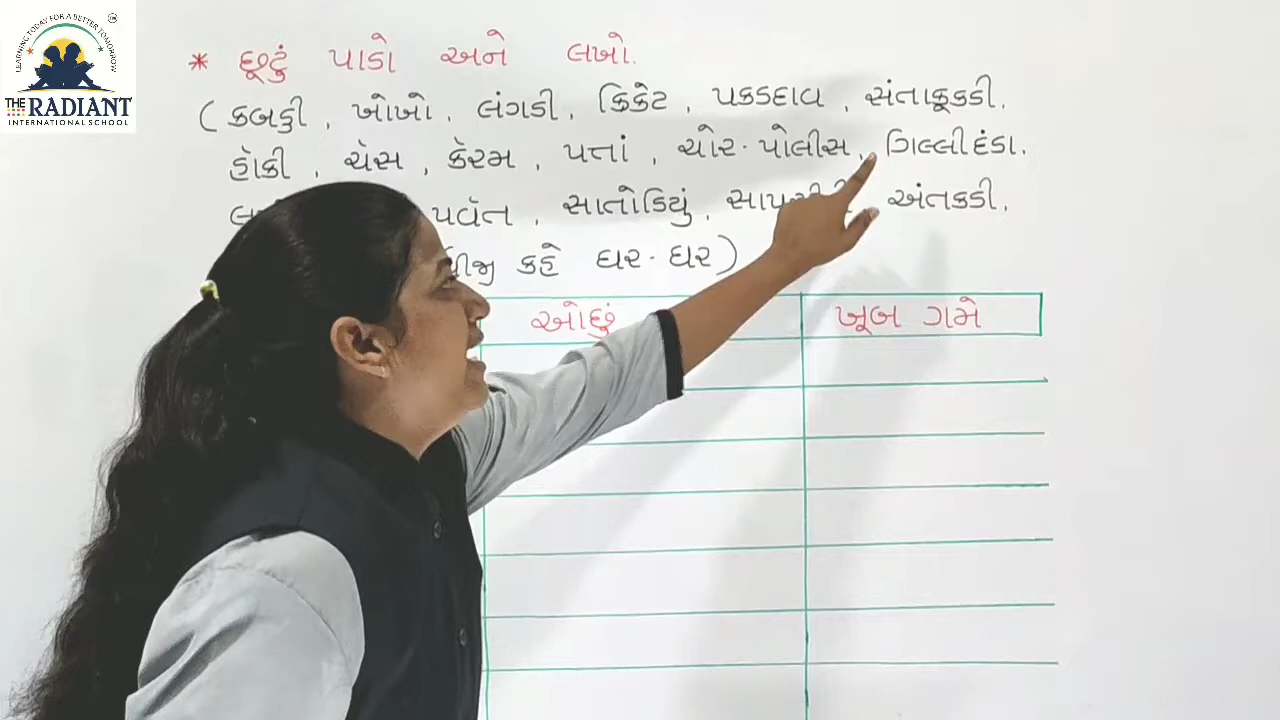 LEARNING TODAY FOR A BETTER TOMORROW
THE RADIANT
INTERNATIONAL SCHOOL
* છૂટું પાડો અને લખો.
(કબડ્ડી, ખોખો, લંગડી, ક્રિકેટ, પકડદાવ, સંતાકૂકડી,
હૉકી, ચેસ, કેરમ, પત્તાં, ચોર-પોલીસ, ગિલ્લીદંડા,
પર્વત, સાતોડિયું, અંતકડી,
કહે ઘર-ઘર)
ઓછું ખૂબ ગમે